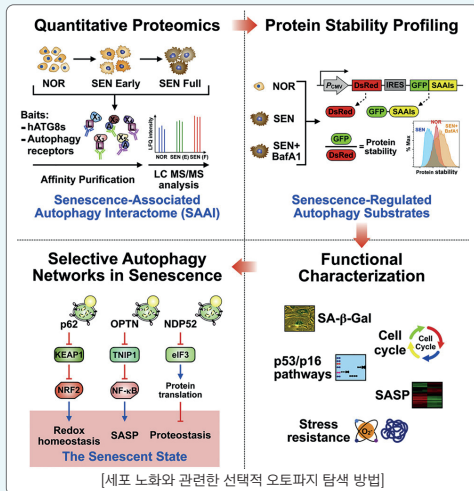 Quantitative Proteomics
NOR
SEN Early
SEN Full
Baits:
- hATG8s
- Autophagy
receptors
LFQ Intensity
NOR SEN (E) SEN (F)
Affinity Purification
LC MS/MS
analysis
Senescence-Associated
Autophagy Interactome (SAAI)
Protein Stability Profiling
NOR
SEN
SEN+
BafA1
PCMV DsRed IRES GFP SAAIs
DsRed
GFP SAAIs
GFP
DsRed
= Protein
stability
% Max
SEN
NOR
SEN+
BafA1
Protein stability
Senescence-Regulated
Autophagy Substrates
Selective Autophagy
Networks in Senescence
p62
OPTN
NDP52
KEAP1
TNIP1
eIF3
NRF2
NF-κB
Protein
translation
Redox
homeostasis
SASP
Proteostasis
The Senescent State
Functional
Characterization
SA-β-Gal
Cell
cycle
Cell
Cycle
p53/p16
pathways
SASP
Stress
resistance
O2-
[세포 노화와 관련한 선택적 오토파지 탐색 방법]